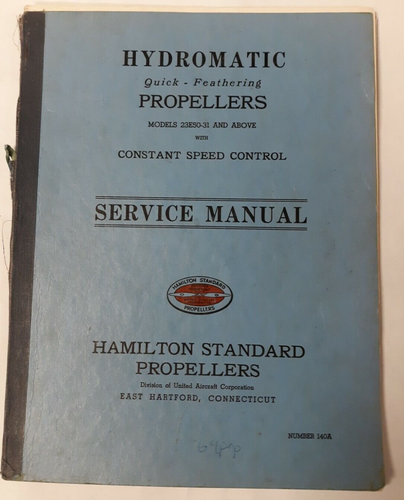 HYDROMATIC
Quick - Feathering
PROPELLERS
MODELS 23E50-31 AND ABOVE
WITH
CONSTANT SPEED CONTROL
SERVICE MANUAL
HAMILTON STANDARD
PROPELLERS
HAMILTON STANDARD
PROPELLERS
Division of United Aircraft Corporation
EAST HARTFORD, CONNECTICUT
NUMBER 140A